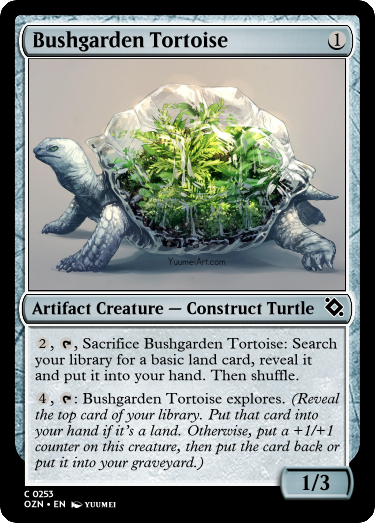 Bushgarden Tortoise 1
YuumeiArt.com
Artifact Creature — Construct Turtle
2, , Sacrifice Bushgarden Tortoise: Search
your library for a basic land card, reveal it
and put it into your hand. Then shuffle.
4, : Bushgarden Tortoise explores. (Reveal
the top card of your library. Put that card into
your hand if it's a land. Otherwise, put a +1/+1
counter on this creature, then put the card back or
put it into your graveyard.)
1/3
C 0253
OZN • EN YUUMEI